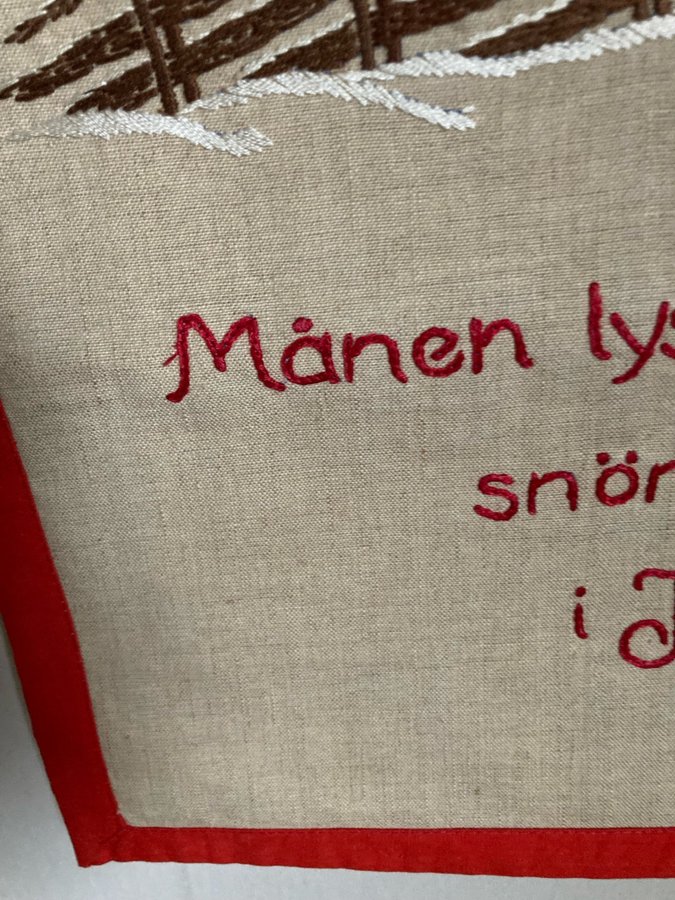 Månen lys
snör
i J